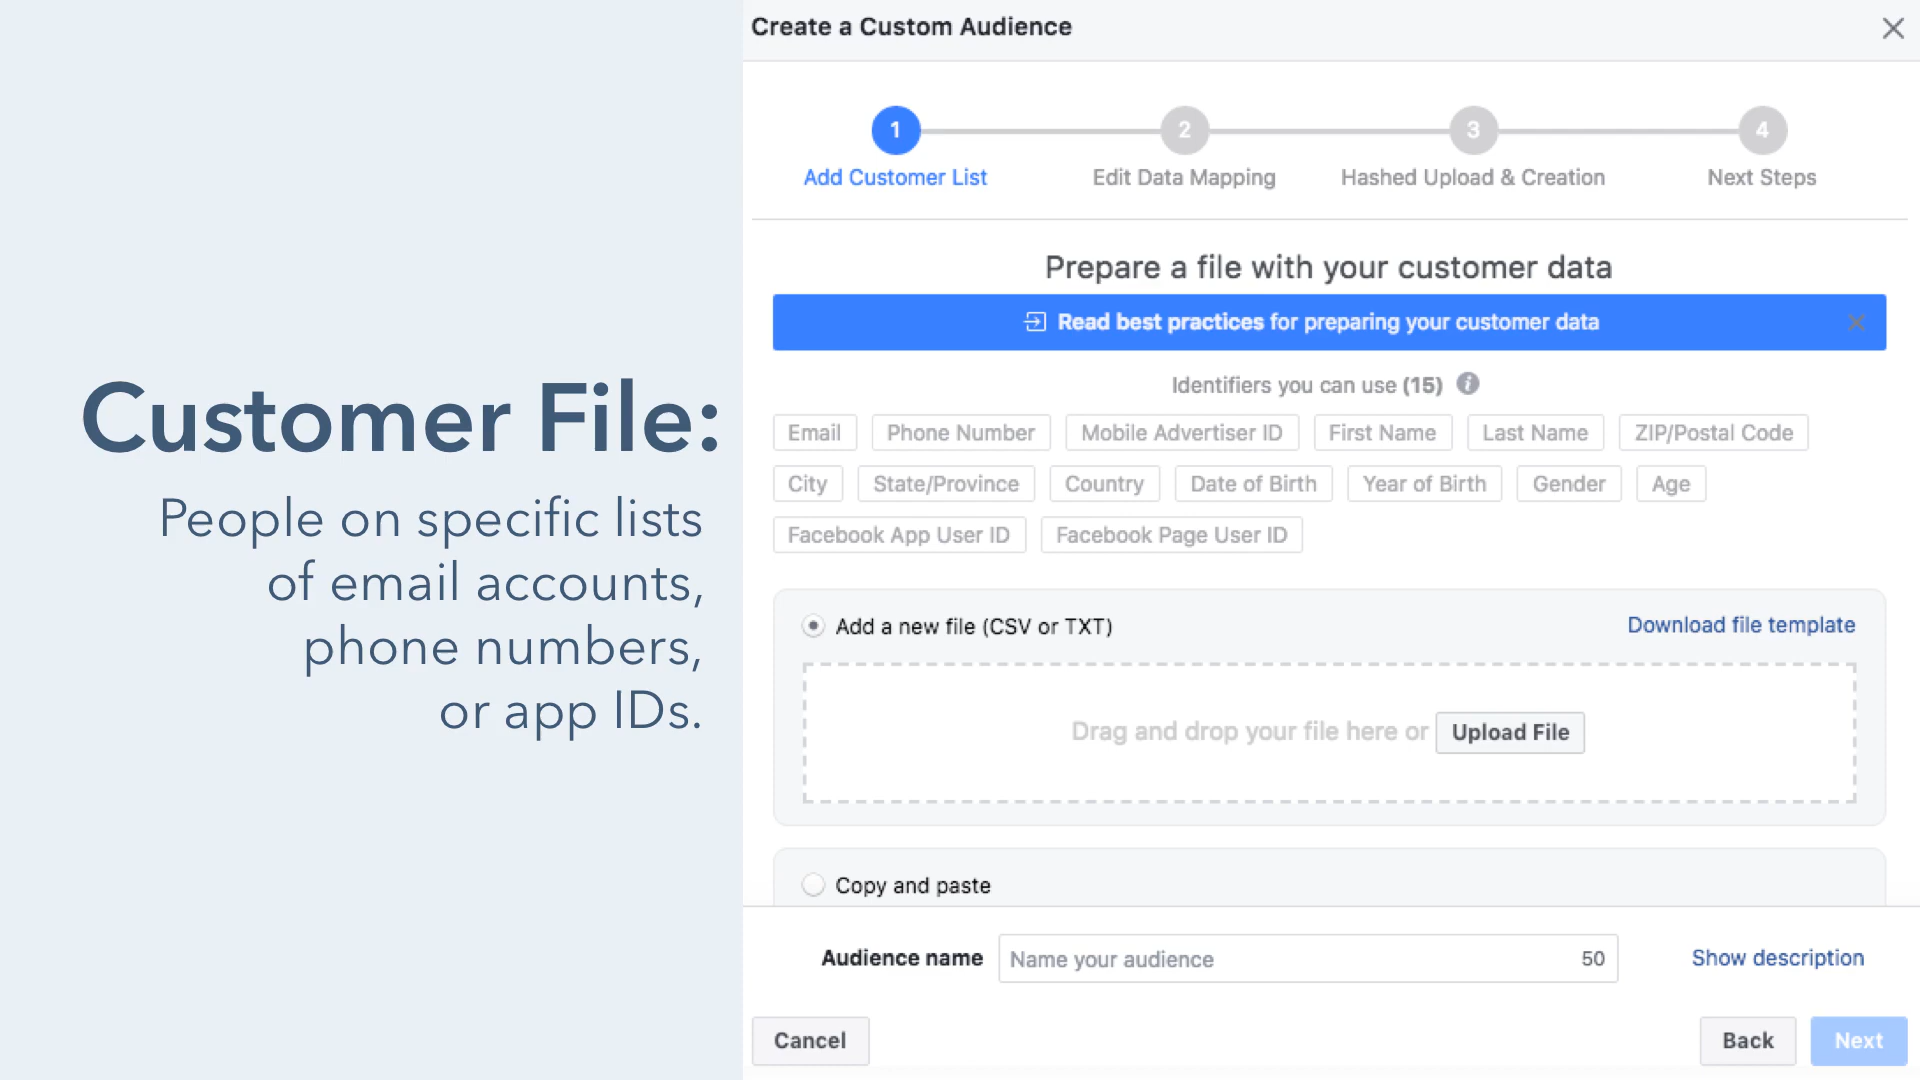 Customer File:
People on specific lists
of email accounts,
phone numbers,
or app IDs.
Create a Custom Audience
1 2 3 4
Add Customer List Edit Data Mapping Hashed Upload & Creation Next Steps
Prepare a file with your customer data
Read best practices for preparing your customer data
Identifiers you can use (15)
Email Phone Number Mobile Advertiser ID First Name Last Name ZIP/Postal Code
City State/Province Country Date of Birth Year of Birth Gender Age
Facebook App User ID Facebook Page User ID
Add a new file (CSV or TXT) Download file template
Drag and drop your file here or Upload File
Copy and paste
Audience name Name your audience 50 Show description
Cancel Back Next